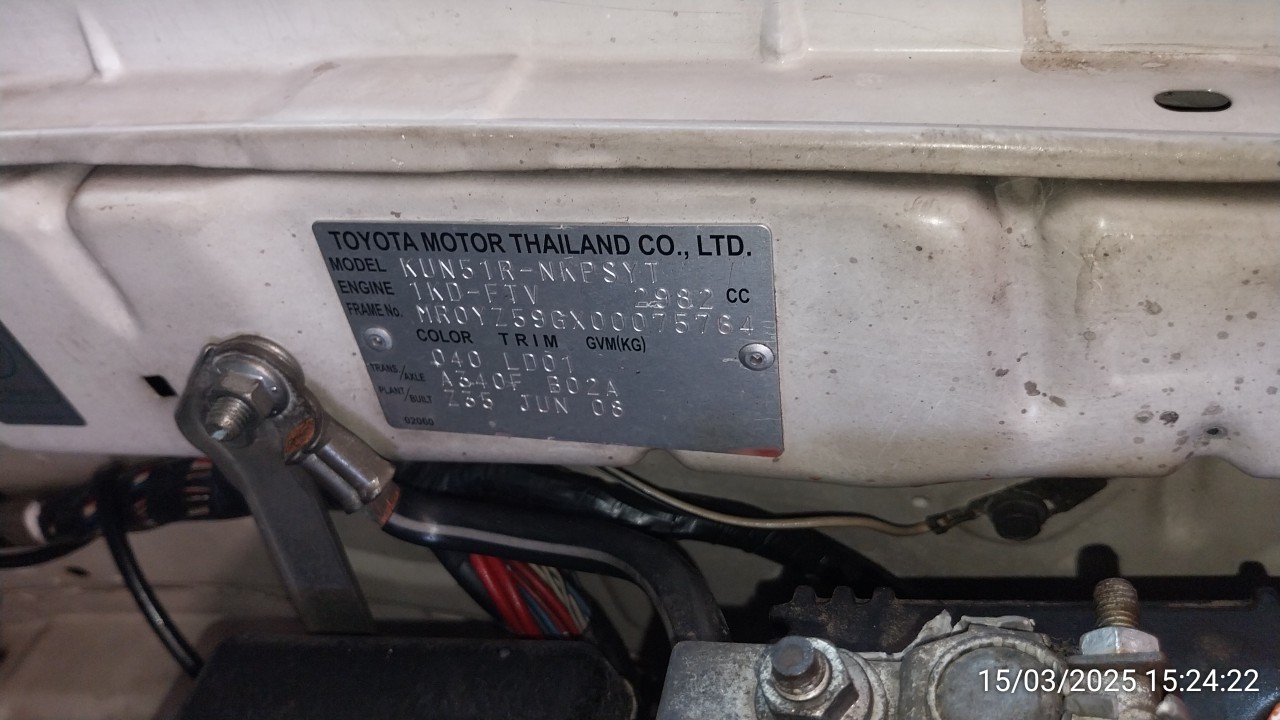 TOYOTA MOTOR THAILAND CO., LTD.
MODEL KUN51R-NKPSYT /
ENGINE 1KD-FTV 2982 CC
FRAME No. MR0YZ59GX00075764
COLOR TRIM GVM(KG)
040 LD01
TRANS/AXLE A340F B02A
PLANT/BUILT Z35 JUN 08
02060
15/03/2025 15:24:22